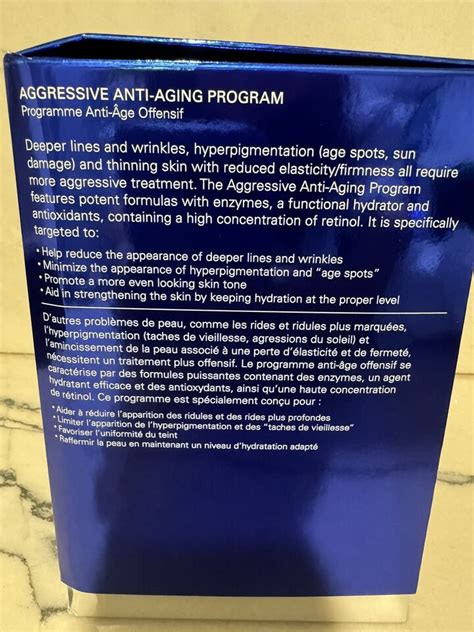 AGGRESSIVE ANTI-AGING PROGRAM
Programme Anti-Âge Offensif
Deeper lines and wrinkles, hyperpigmentation (age spots, sun
damage) and thinning skin with reduced elasticity/firmness all require
more aggressive treatment. The Aggressive Anti-Aging Program
features potent formulas with enzymes, a functional hydrator and
antioxidants, containing a high concentration of retinol. It is specifically
targeted to:
• Help reduce the appearance of deeper lines and wrinkles
• Minimize the appearance of hyperpigmentation and “age spots”
• Promote a more even looking skin tone
• Aid in strengthening the skin by keeping hydration at the proper level
D’autres problèmes de peau, comme les rides et ridules plus marquées,
l’hyperpigmentation (taches de vieillesse, agressions du soleil) et
l’amincissement de la peau associé à une perte d’élasticité et de fermeté,
nécessitent un traitement plus offensif. Le programme anti-âge offensif se
caractérise par des formules puissantes contenant des enzymes, un agent
hydratant efficace et des antioxydants, ainsi qu’une haute concentration
de rétinol. Ce programme est spécialement conçu pour :
• Aider à réduire l’apparition des ridules et des rides plus profondes
• Limiter l’apparition de l’hyperpigmentation et des “taches de vieillesse”
• Favoriser l’uniformité du teint
• Raffermir la peau en maintenant un niveau d’hydratation adapté